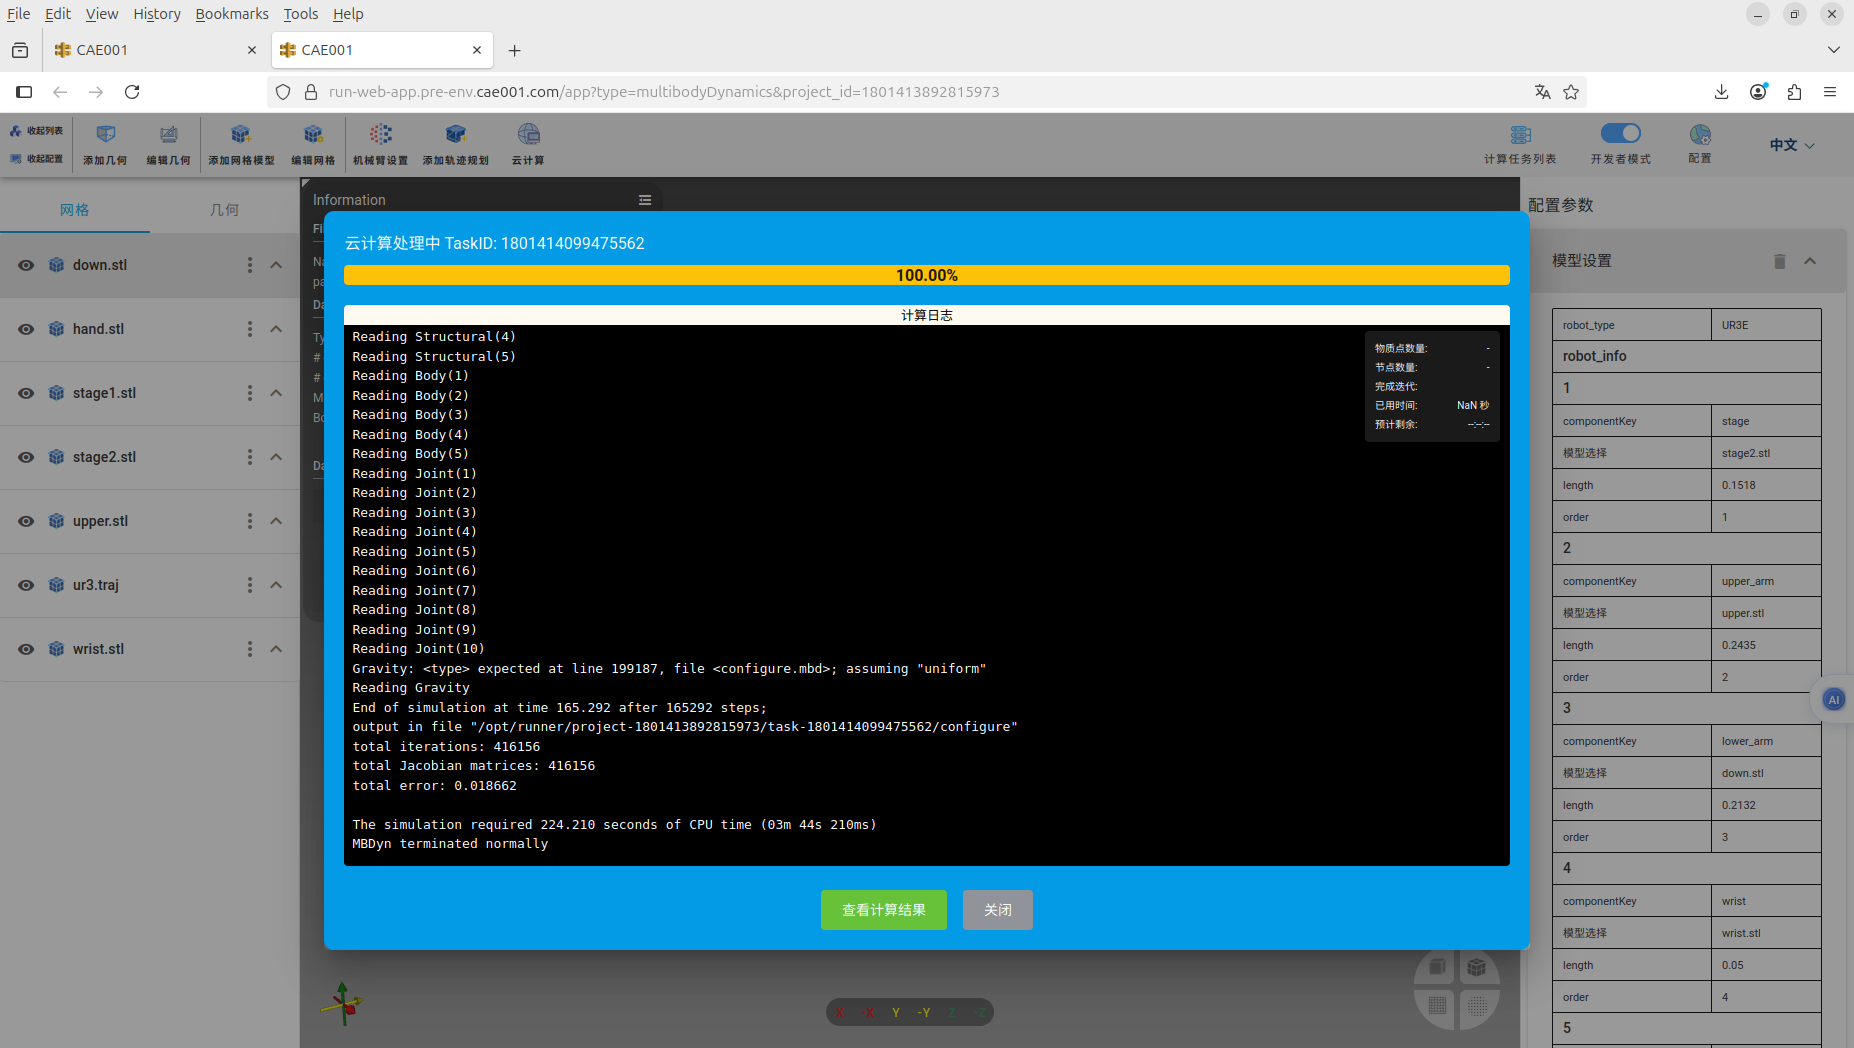 File Edit View History Bookmarks Tools Help
CAE001
CAE001
run-web-app.pre-env.cae001.com/app?type=multibodyDynamics&project_id=1801413892815973
收起列表
收起配置
添加几何
编辑几何
添加网格模型
编辑网格
机械臂设置
添加轨迹规划
云计算
计算任务列表
开发者模式
配置
中文
网格
几何
down.stl
hand.stl
stage1.stl
stage2.stl
upper.stl
ur3.traj
wrist.stl
Information
云计算处理中 TaskID: 1801414099475562
100.00%
计算日志
Reading Structural(4)
Reading Structural(5)
Reading Body(1)
Reading Body(2)
Reading Body(3)
Reading Body(4)
Reading Body(5)
Reading Joint(1)
Reading Joint(2)
Reading Joint(3)
Reading Joint(4)
Reading Joint(5)
Reading Joint(6)
Reading Joint(7)
Reading Joint(8)
Reading Joint(9)
Reading Joint(10)
Gravity: <type> expected at line 199187, file <configure.mbd>; assuming "uniform"
Reading Gravity
End of simulation at time 165.292 after 165292 steps;
output in file "/opt/runner/project-1801413892815973/task-1801414099475562/configure"
total iterations: 416156
total Jacobian matrices: 416156
total error: 0.018662
The simulation required 224.210 seconds of CPU time (03m 44s 210ms)
MBDyn terminated normally
物质点数量: -
节点数量: -
完成迭代:
已用时间: NaN 秒
预计剩余: --:--:--
查看计算结果
关闭
X -X Y -Y Z -Z
配置参数
模型设置
robot_type UR3E
robot_info
1
componentKey stage
模型选择 stage2.stl
length 0.1518
order 1
2
componentKey upper_arm
模型选择 upper.stl
length 0.2435
order 2
3
componentKey lower_arm
模型选择 down.stl
length 0.2132
order 3
4
componentKey wrist
模型选择 wrist.stl
length 0.05
order 4
5
AI